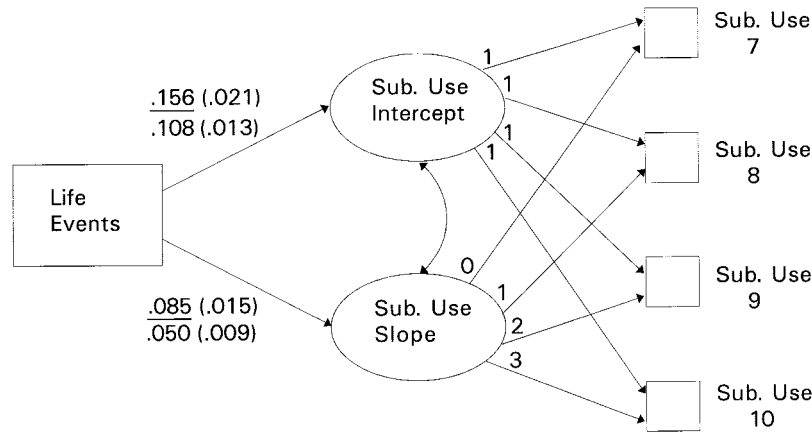 Life
Events
.156 (.021)
.108 (.013)
.085 (.015)
.050 (.009)
Sub. Use
Intercept
Sub. Use
Slope
1
1
1
1
0
1
2
3
Sub. Use
7
Sub. Use
8
Sub. Use
9
Sub. Use
10